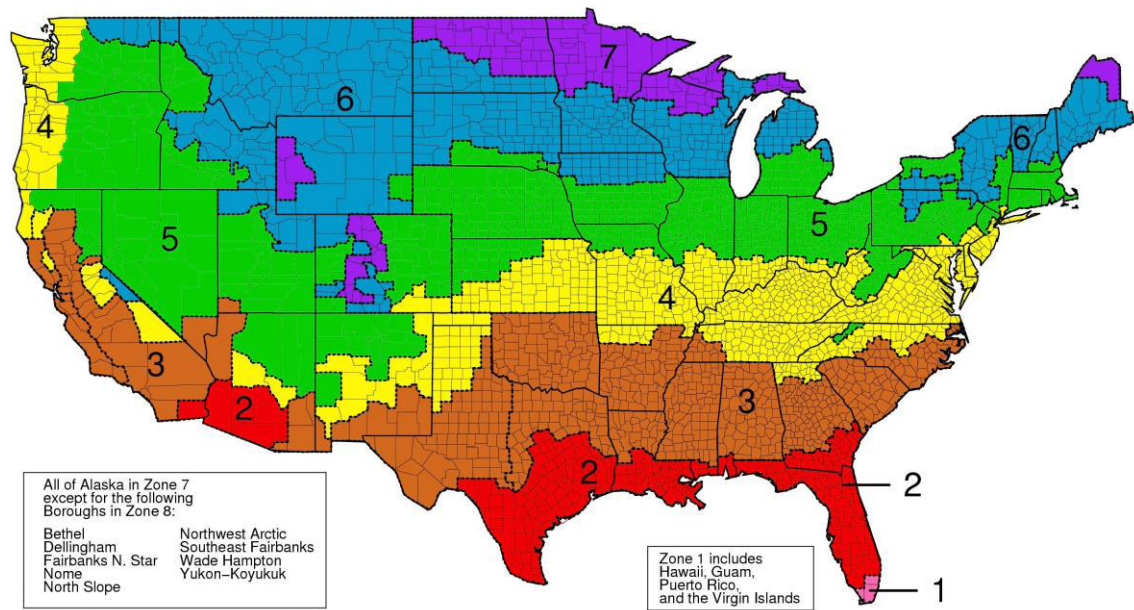 7
6
4
6
5
5
4
3
3
2
2
2
1
All of Alaska in Zone 7
except for the following
Boroughs in Zone 8:
Bethel Northwest Arctic
Dellingham Southeast Fairbanks
Fairbanks N. Star Wade Hampton
Nome Yukon-Koyukuk
North Slope
Zone 1 includes
Hawaii, Guam,
Puerto Rico,
and the Virgin Islands